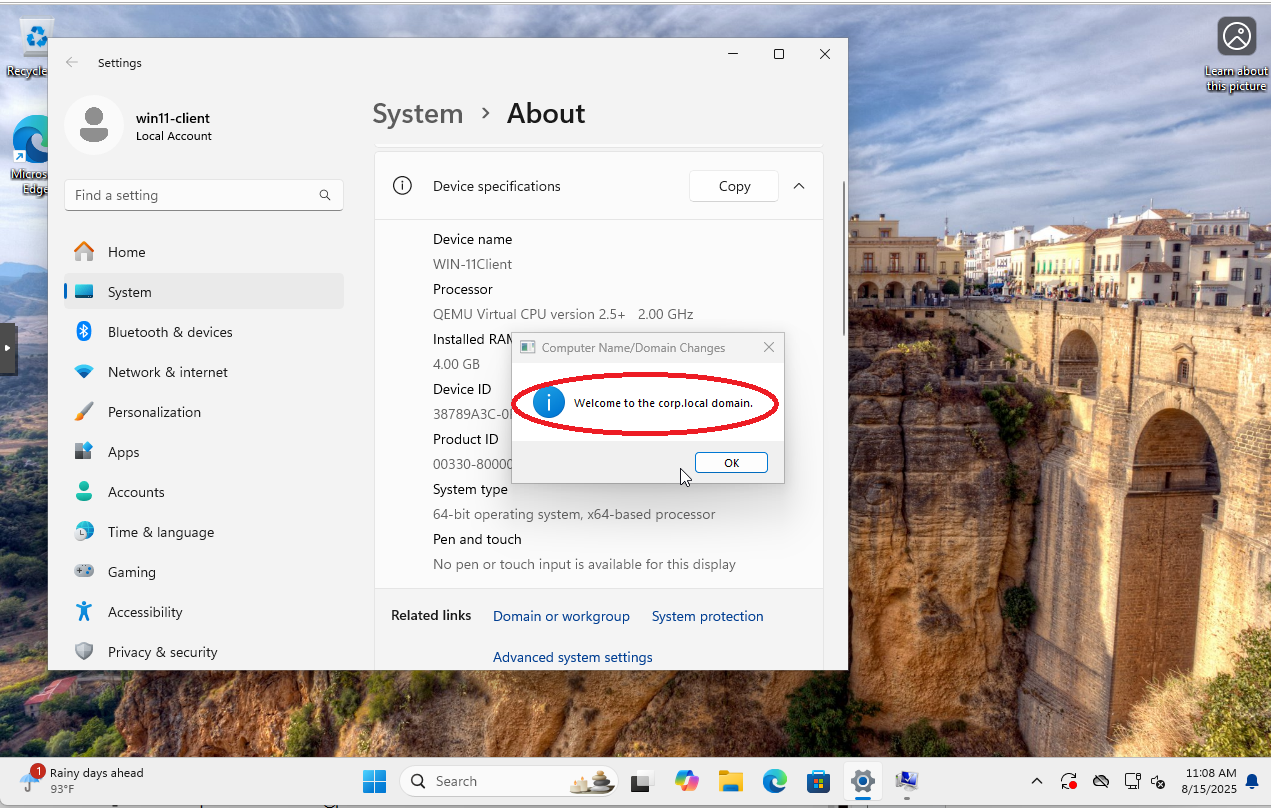 Recycle
Micros
Edge
Learn about
this picture
Settings
win11-client
Local Account
Find a setting
Home
System
Bluetooth & devices
Network & internet
Personalization
Apps
Accounts
Time & language
Gaming
Accessibility
Privacy & security
System > About
Device specifications
Copy
Device name
WIN-11Client
Processor
QEMU Virtual CPU version 2.5+ 2.00 GHz
Installed RAM
4.00 GB
Device ID
38789A3C-0
Product ID
00330-80000
System type
64-bit operating system, x64-based processor
Pen and touch
No pen or touch input is available for this display
Related links
Domain or workgroup
System protection
Advanced system settings
Computer Name/Domain Changes
Welcome to the corp.local domain.
OK
1
Rainy days ahead
93°F
Search
11:08 AM
8/15/2025